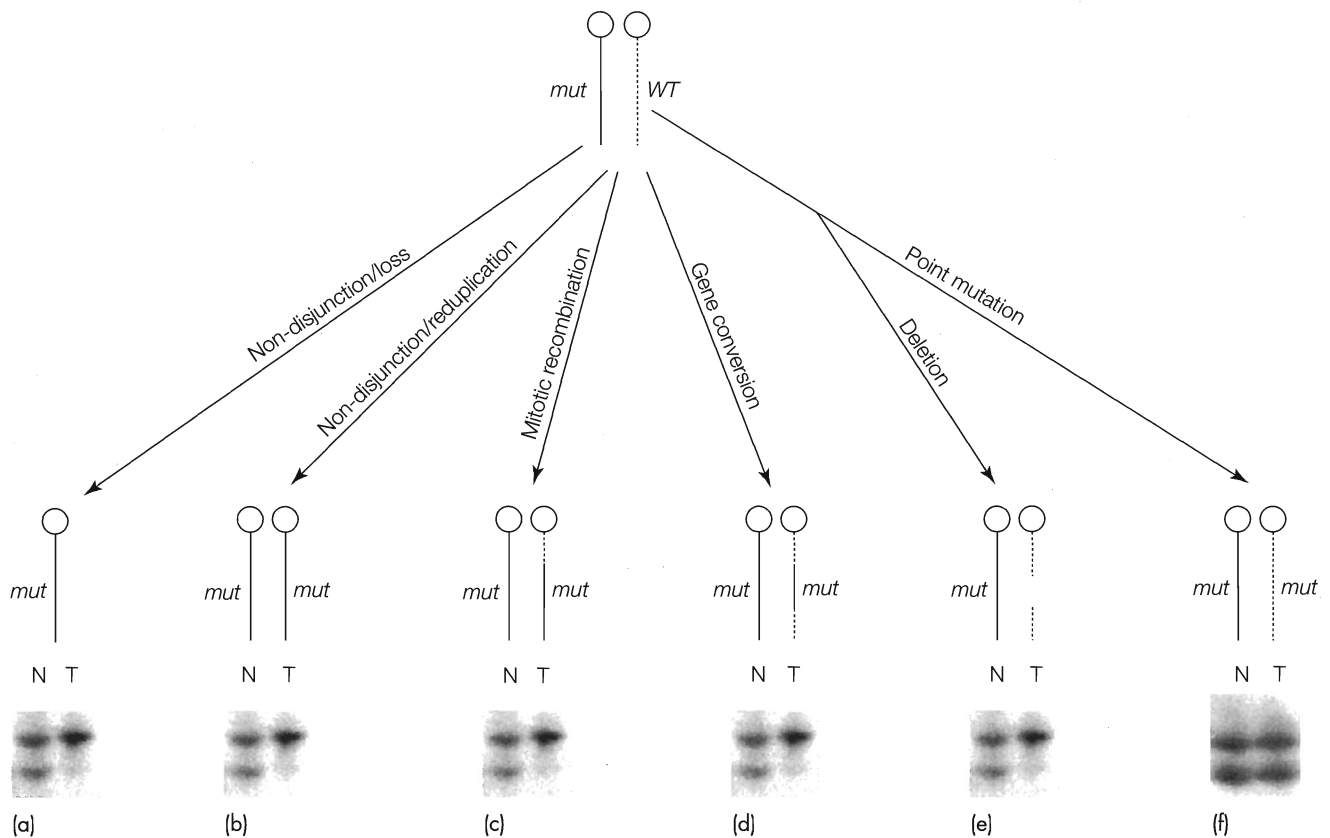 mut
WT
Non-disjunction/loss
Non-disjunction/reduplication
Mitotic recombination
Gene conversion
Deletion
Point mutation
mut
mut mut
mut mut
mut mut
mut
mut mut
N T
N T
N T
N T
N T
N T
(a)
(b)
(c)
(d)
(e)
(f)